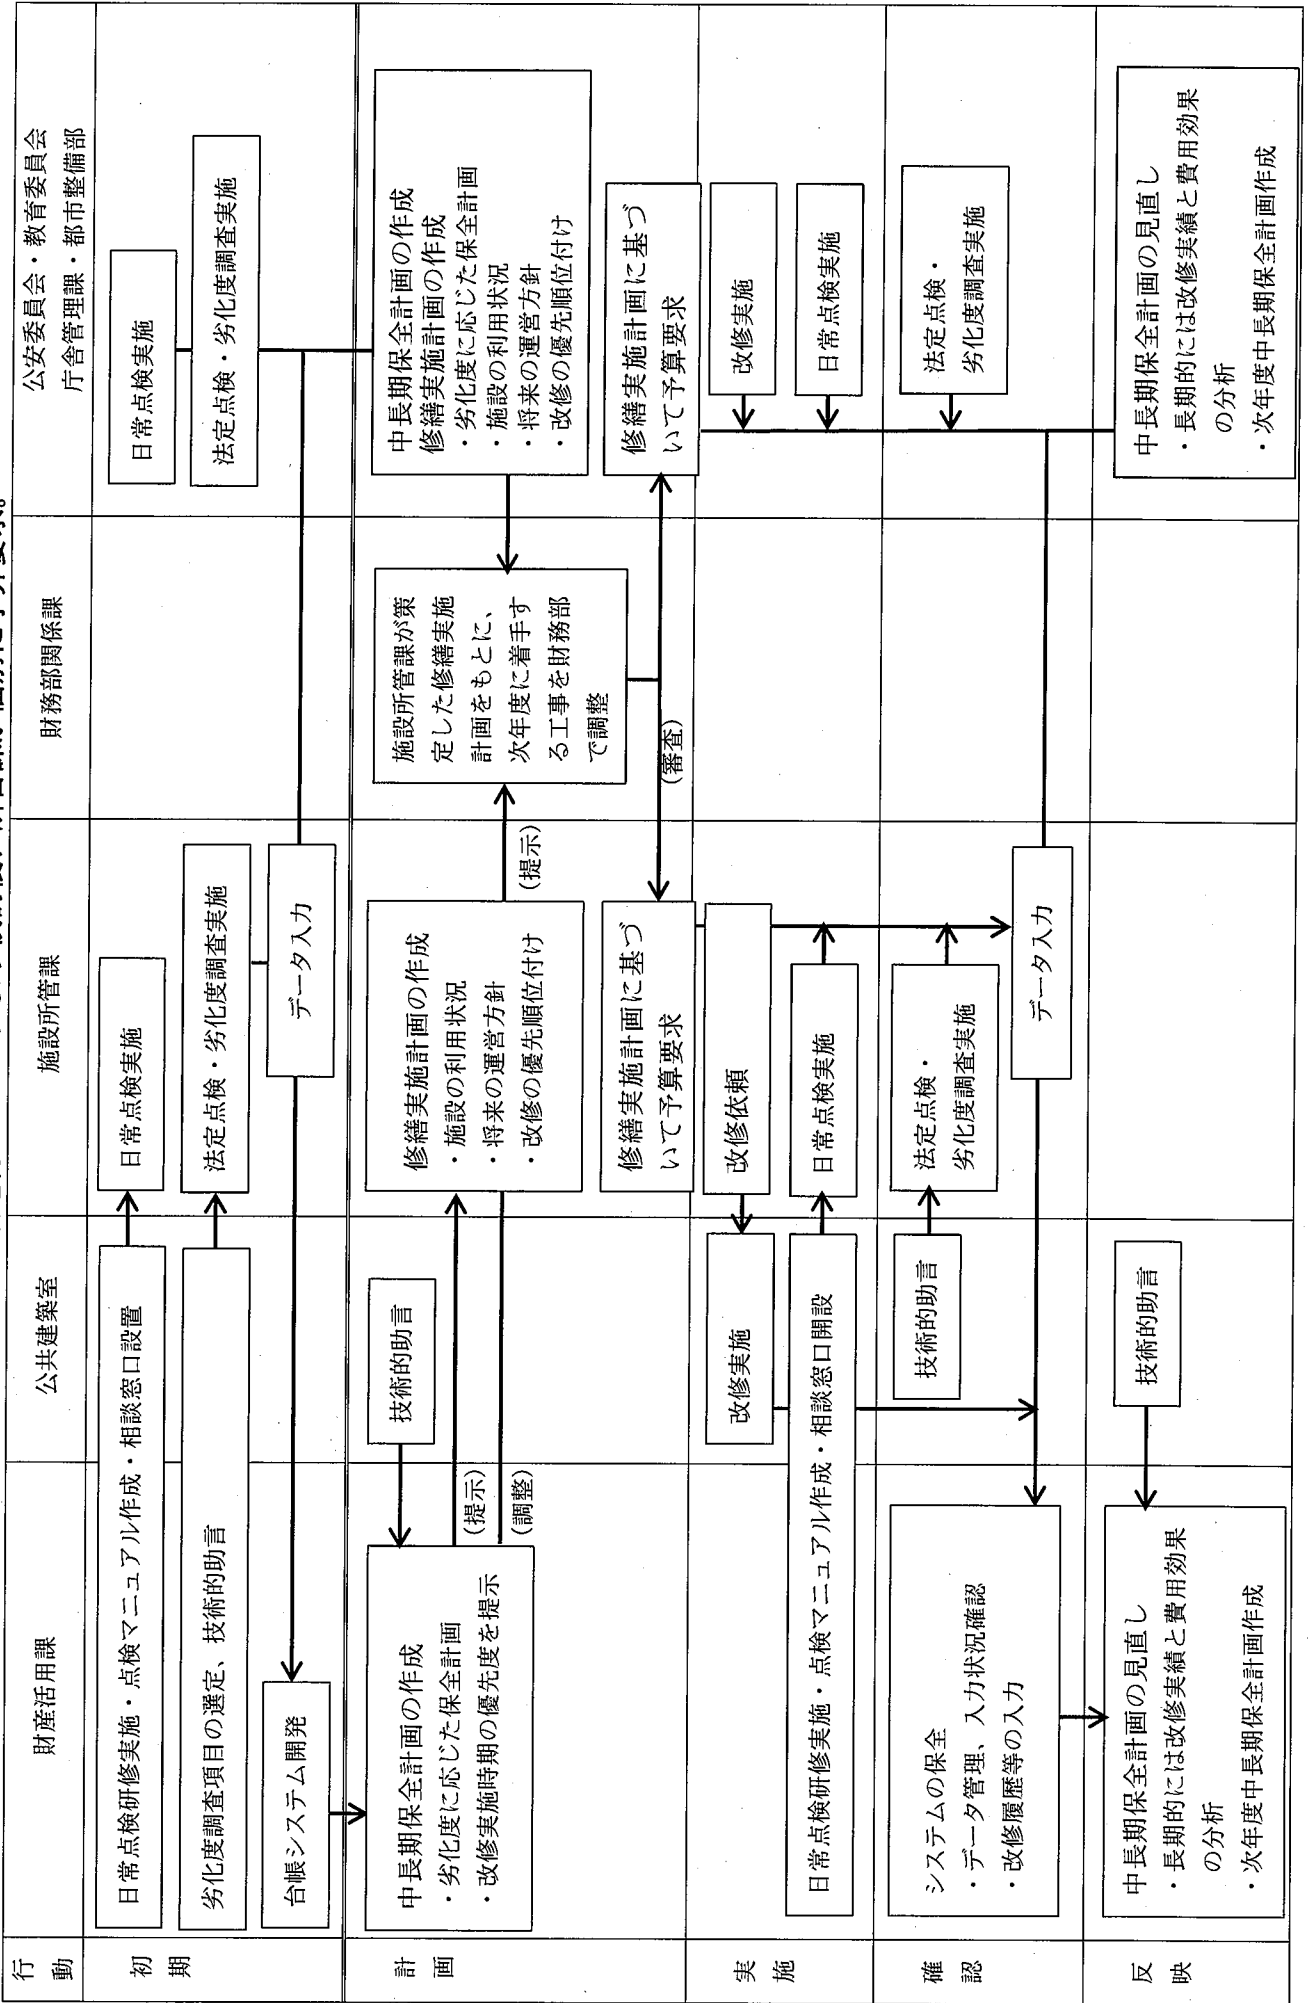 行動
財産活用課
公共建築室
施設所管課
財務部関係課
公安委員会・教育委員会
庁舎管理課・都市整備部
初期
日常点検研修実施・点検マニュアル作成・相談窓口設置
日常点検実施
日常点検実施
劣化度調査項目の選定、技術的助言
法定点検・劣化度調査実施
法定点検・劣化度調査実施
台帳システム開発
データ入力
計画
中長期保全計画の作成
・劣化度に応じた保全計画
・改修実施時期の優先度を提示
技術的助言
(提示)
(調整)
修繕実施計画の作成
・施設の利用状況
・将来の運営方針
・改修の優先順位付け
(提示)
施設所管課が策
定した修繕実施
計画をもとに、
次年度に着手す
る工事を財務部
で調整
中長期保全計画の作成
修繕実施計画の作成
・劣化度に応じた保全計画
・施設の利用状況
・将来の運営方針
・改修の優先順位付け
修繕実施計画に基づ
いて予算要求
(審査)
修繕実施計画に基づ
いて予算要求
実施
改修実施
改修依頼
改修実施
日常点検研修実施・点検マニュアル作成・相談窓口開設
日常点検実施
日常点検実施
確認
システムの保全
・データ管理、入力状況確認
・改修履歴等の入力
技術的助言
法定点検・
劣化度調査実施
法定点検・
劣化度調査実施
データ入力
反映
中長期保全計画の見直し
・長期的には改修実績と費用効果
の分析
・次年度中長期保全計画作成
技術的助言
中長期保全計画の見直し
・長期的には改修実績と費用効果
の分析
・次年度中長期保全計画作成